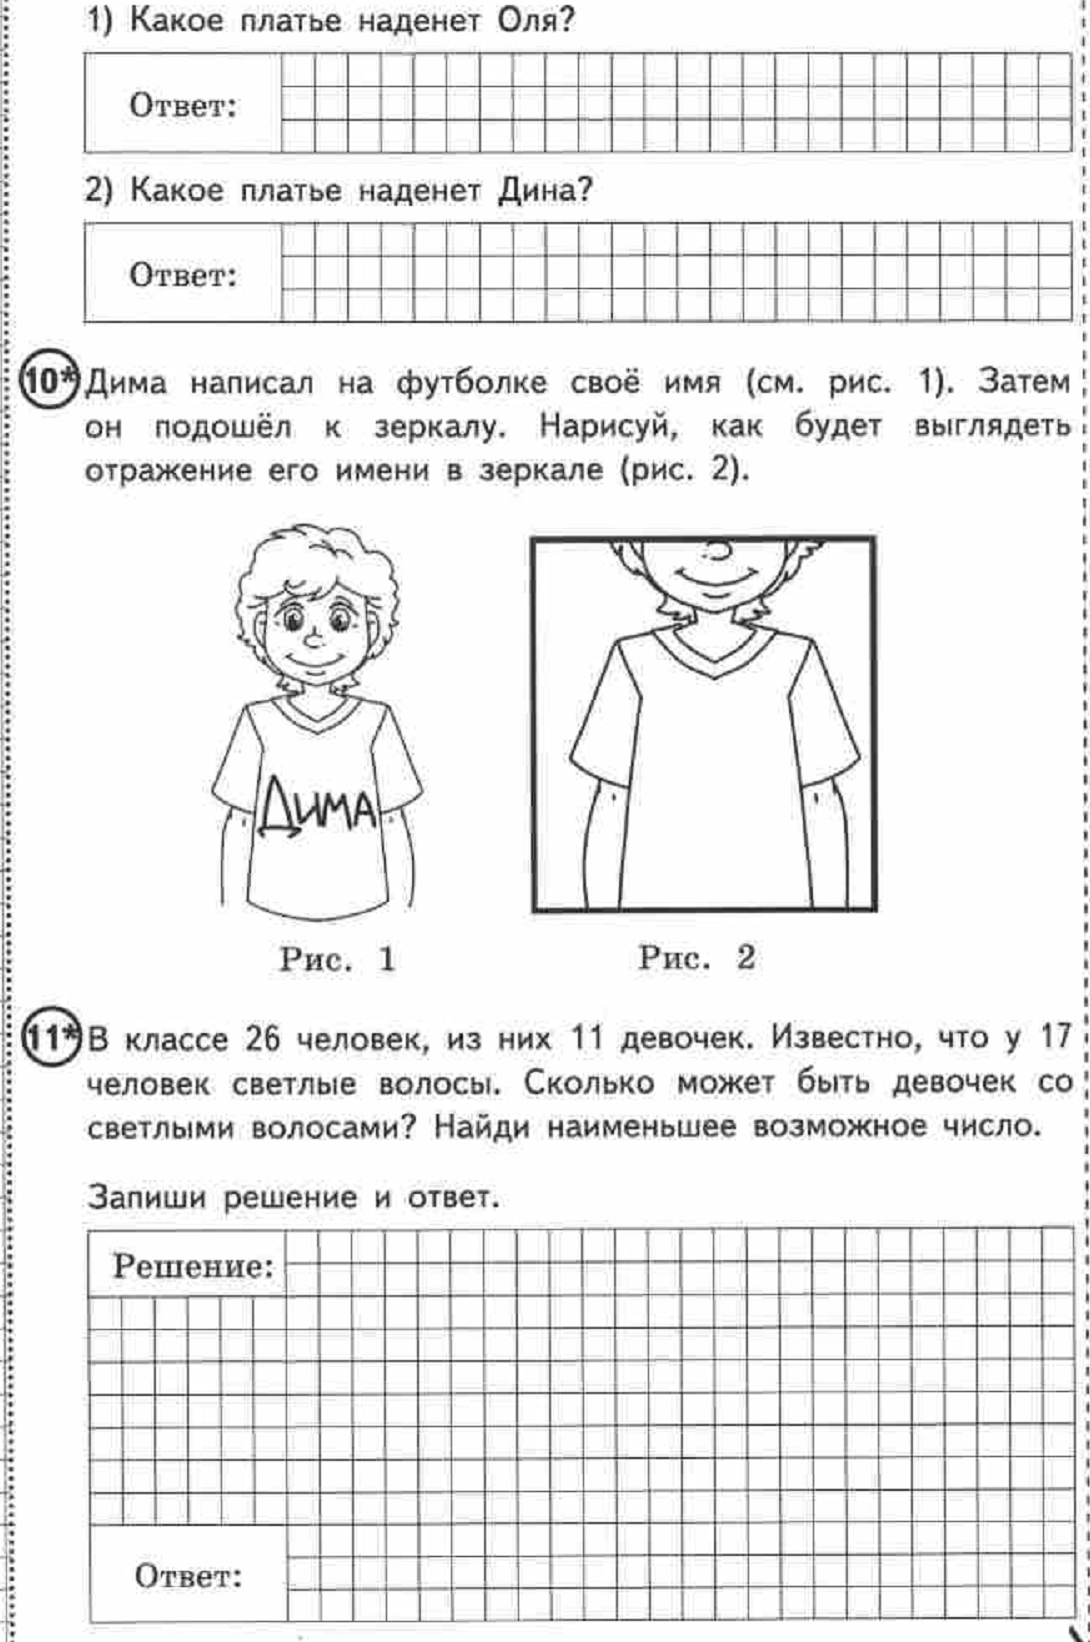 1) Какое платье наденет Оля?
Ответ:
2) Какое платье наденет Дина?
Ответ:
10* Дима написал на футболке своё имя (см. рис. 1). Затем
он подошёл к зеркалу. Нарисуй, как будет выглядеть
отражение его имени в зеркале (рис. 2).
ДИМА
Рис. 1
Рис. 2
11* В классе 26 человек, из них 11 девочек. Известно, что у 17
человек светлые волосы. Сколько может быть девочек со
светлыми волосами? Найди наименьшее возможное число.
Запиши решение и ответ.
Решение:
Ответ: